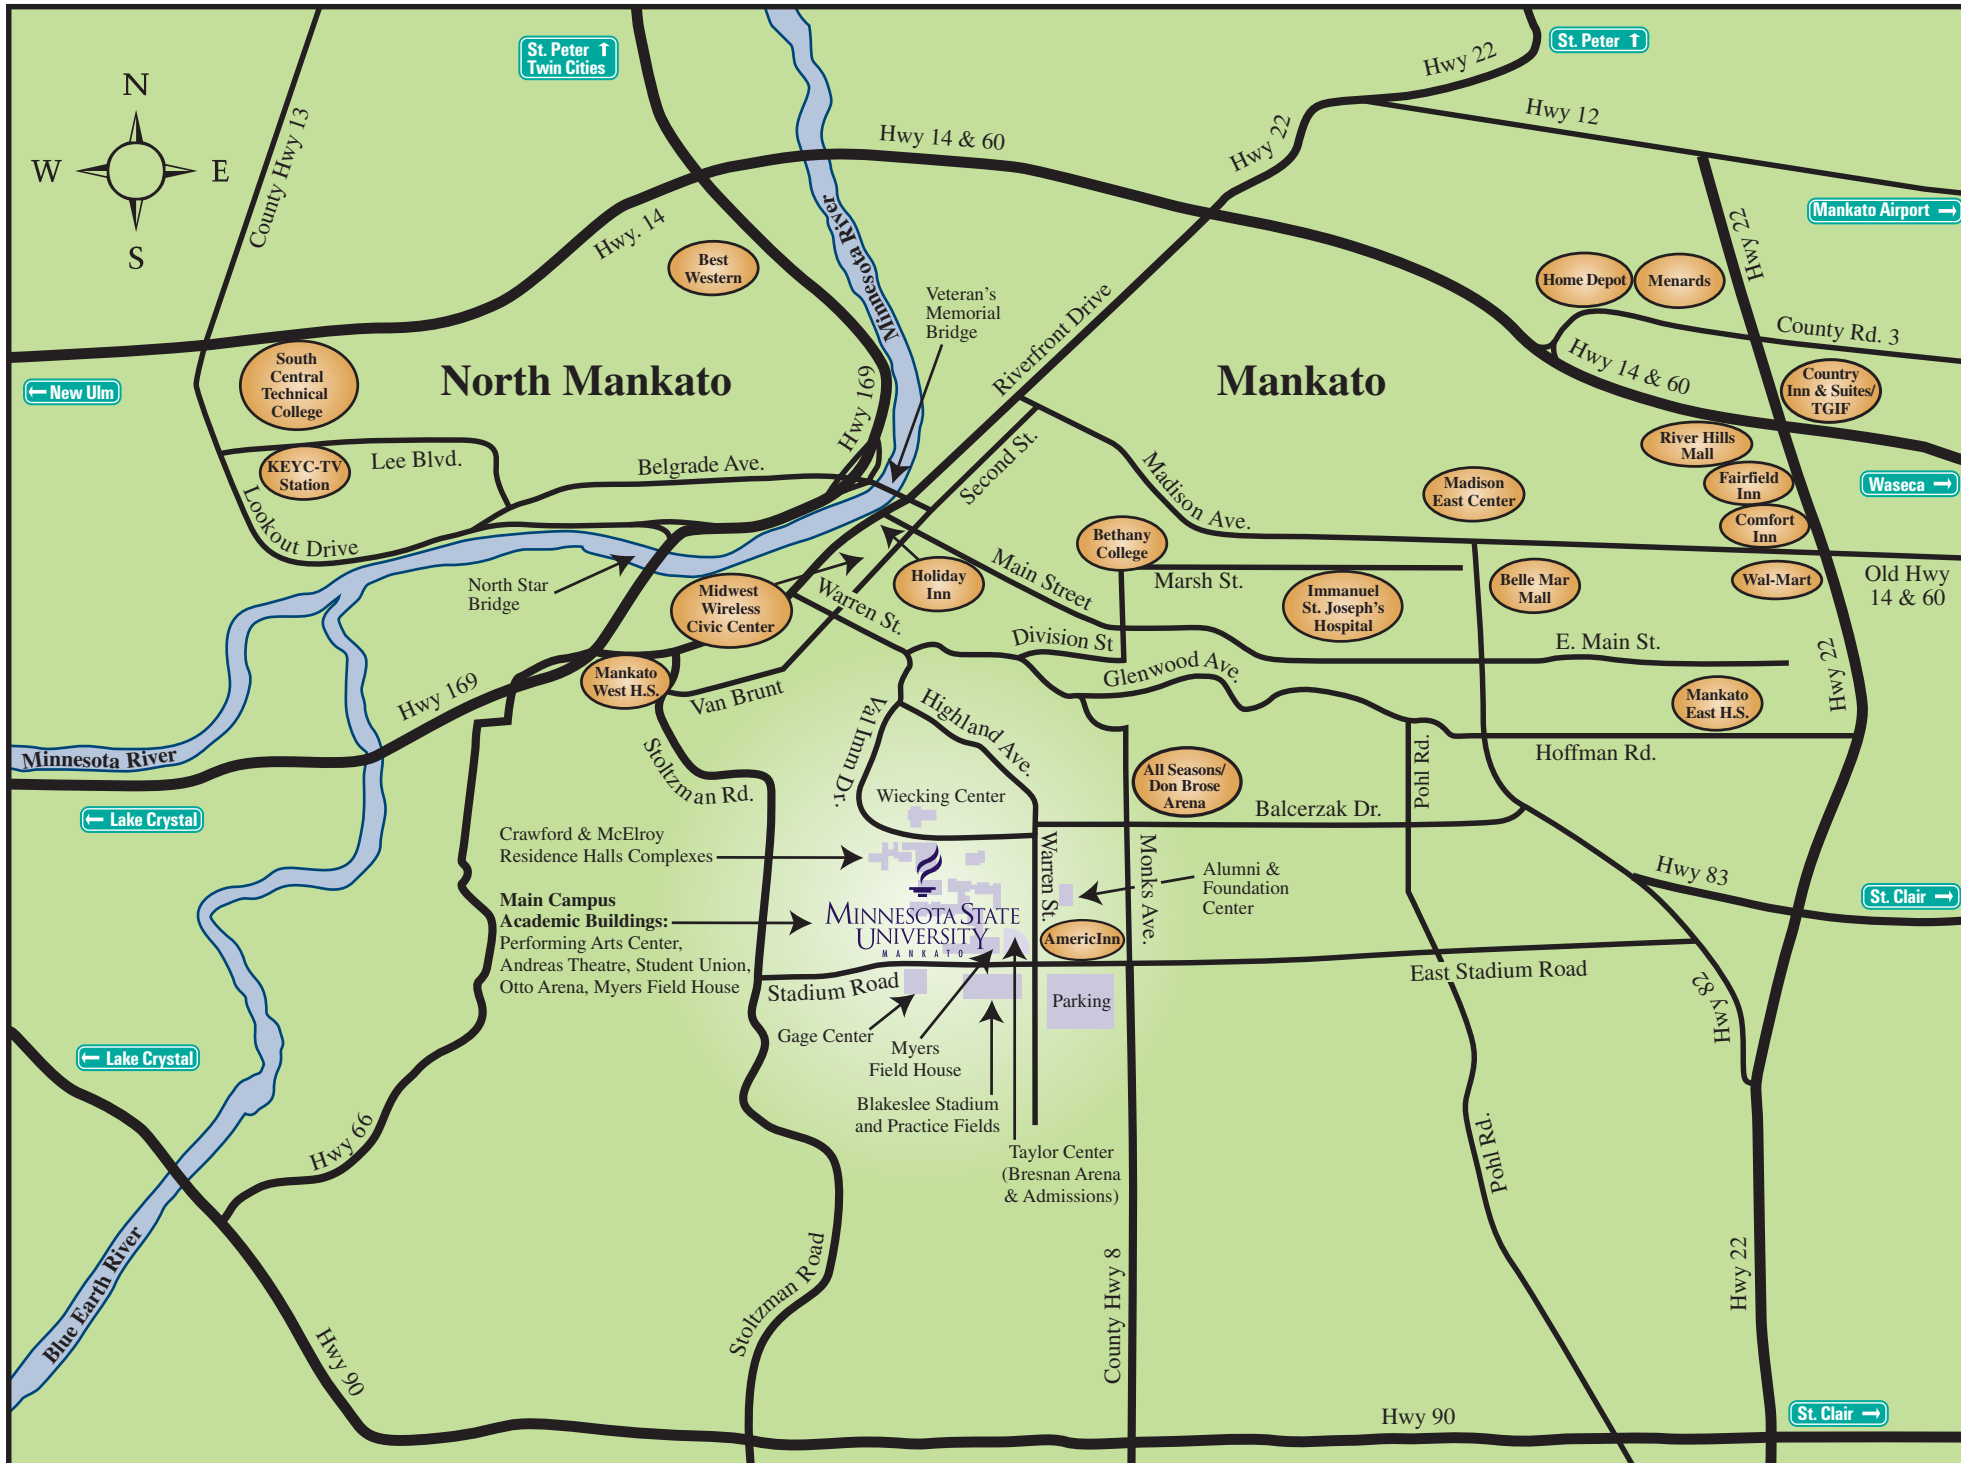 St. Peter ↑
Twin Cities
St. Peter ↑
Hwy 22
Hwy 12
N
W
E
S
County Hwy 13
Hwy 14 & 60
Hwy 22
Mankato Airport →
Hwy. 14
Best
Western
Minnesota River
Hwy 22
Home Depot
Menards
Veteran's
Memorial
Bridge
Riverfront Drive
County Rd. 3
South
Central
Technical
College
← New Ulm
North Mankato
Mankato
Hwy 169
Hwy 14 & 60
Country
Inn & Suites/
TGIF
River Hills
Mall
KEYC-TV
Station
Lee Blvd.
Belgrade Ave.
Second St.
Madison Ave.
Madison
East Center
Fairfield
Inn
Waseca →
Comfort
Inn
Lookout Drive
Bethany
College
North Star
Bridge
Midwest
Wireless
Civic Center
Warren St.
Holiday
Inn
Main Street
Marsh St.
Immanuel
St. Joseph's
Hospital
Belle Mar
Mall
Wal-Mart
Old Hwy
14 & 60
Division St
E. Main St.
Hwy 22
Glenwood Ave.
Mankato
West H.S.
Hwy 169
Van Brunt
Mankato
East H.S.
Val Imm Dr.
Highland Ave.
Minnesota River
Stoltzman Rd.
Hoffman Rd.
Pohl Rd.
All Seasons/
Don Brose
Arena
Balcerzak Dr.
Wiecking Center
← Lake Crystal
Crawford & McElroy
Residence Halls Complexes
Warren St.
Monks Ave.
Alumni &
Foundation
Center
Hwy 83
St. Clair →
Main Campus
Academic Buildings:
Performing Arts Center,
Andreas Theatre, Student Union,
Otto Arena, Myers Field House
MINNESOTA STATE
UNIVERSITY
MANKATO
AmericInn
East Stadium Road
Stadium Road
Parking
Hwy 82
Gage Center
Myers
Field House
← Lake Crystal
Blakeslee Stadium
and Practice Fields
Hwy 66
Taylor Center
(Bresnan Arena
& Admissions)
Pohl Rd.
Blue Earth River
Stoltzman Road
County Hwy 8
Hwy 22
Hwy 90
Hwy 90
St. Clair →